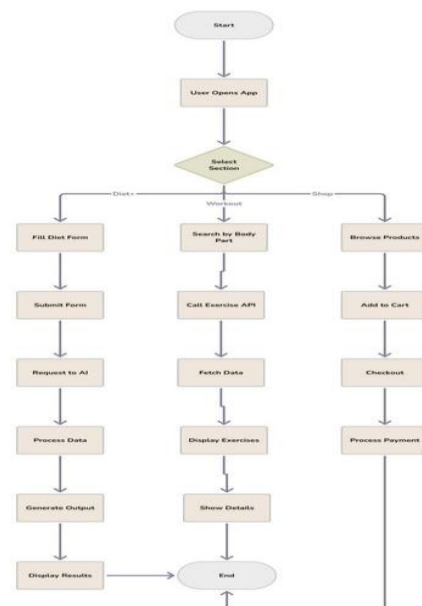 Start
User Opens App
Select
Section
Diet
Workout
Shop
Fill Diet Form
Search by Body
Part
Browse Products
Submit Form
Call Exercise API
Add to Cart
Request to AI
Fetch Data
Checkout
Process Data
Display Exercises
Process Payment
Generate Output
Show Details
Display Results
End